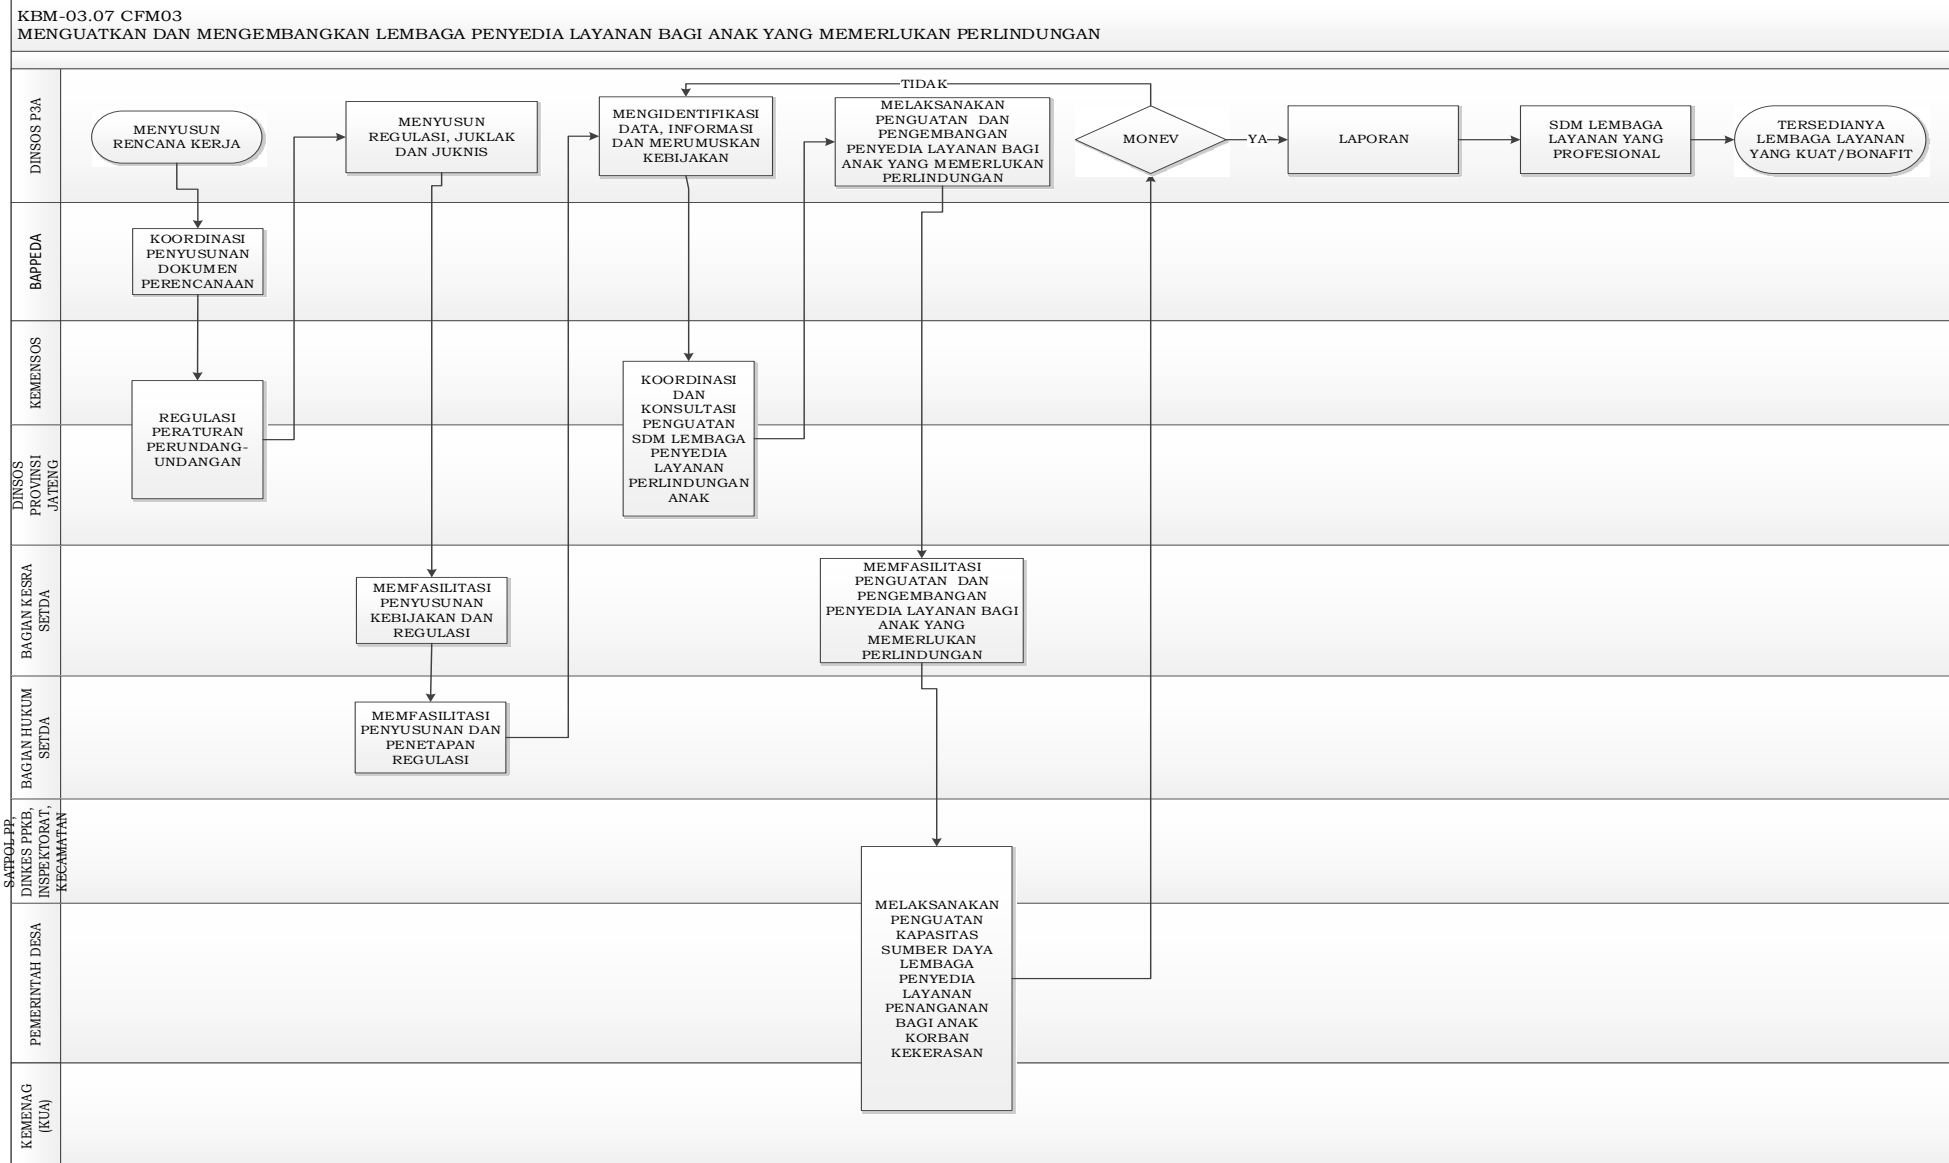 KBM-03.07 CFM03
MENGUATKAN DAN MENGEMBANGKAN LEMBAGA PENYEDIA LAYANAN BAGI ANAK YANG MEMERLUKAN PERLINDUNGAN
DINSOS P3A
MENYUSUN
RENCANA KERJA
MENYUSUN
REGULASI, JUKLAK
DAN JUKNIS
MENGIDENTIFIKASI
DATA, INFORMASI
DAN MERUMUSKAN
KEBIJAKAN
TIDAK
MELAKSANAKAN
PENGUATAN DAN
PENGEMBANGAN
PENYEDIA LAYANAN BAGI
ANAK YANG MEMERLUKAN
PERLINDUNGAN
MONEV
YA
LAPORAN
SDM LEMBAGA
LAYANAN YANG
PROFESIONAL
TERSEDIANYA
LEMBAGA LAYANAN
YANG KUAT/BONAFIT
BAPPEDA
KOORDINASI
PENYUSUNAN
DOKUMEN
PERENCANAAN
KEMENSOS
REGULASI
PERATURAN
PERUNDANG-
UNDANGAN
KOORDINASI
DAN
KONSULTASI
PENGUATAN
SDM LEMBAGA
PENYEDIA
LAYANAN
PERLINDUNGAN
ANAK
DINSOS
PROVINSI
JATENG
BAGIAN KESRA
SETDA
MEMFASILITASI
PENYUSUNAN
KEBIJAKAN DAN
REGULASI
MEMFASILITASI
PENGUATAN DAN
PENGEMBANGAN
PENYEDIA LAYANAN BAGI
ANAK YANG
MEMERLUKAN
PERLINDUNGAN
BAGIAN HUKUM
SETDA
MEMFASILITASI
PENYUSUNAN DAN
PENETAPAN
REGULASI
SATPOL PP,
DINKES PPKB,
INSPEKTORAT,
KECAMATAN
PEMERINTAH DESA
MELAKSANAKAN
PENGUATAN
KAPASITAS
SUMBER DAYA
LEMBAGA
PENYEDIA
LAYANAN
PENANGANAN
BAGI ANAK
KORBAN
KEKERASAN
KEMENAG
(KUA)